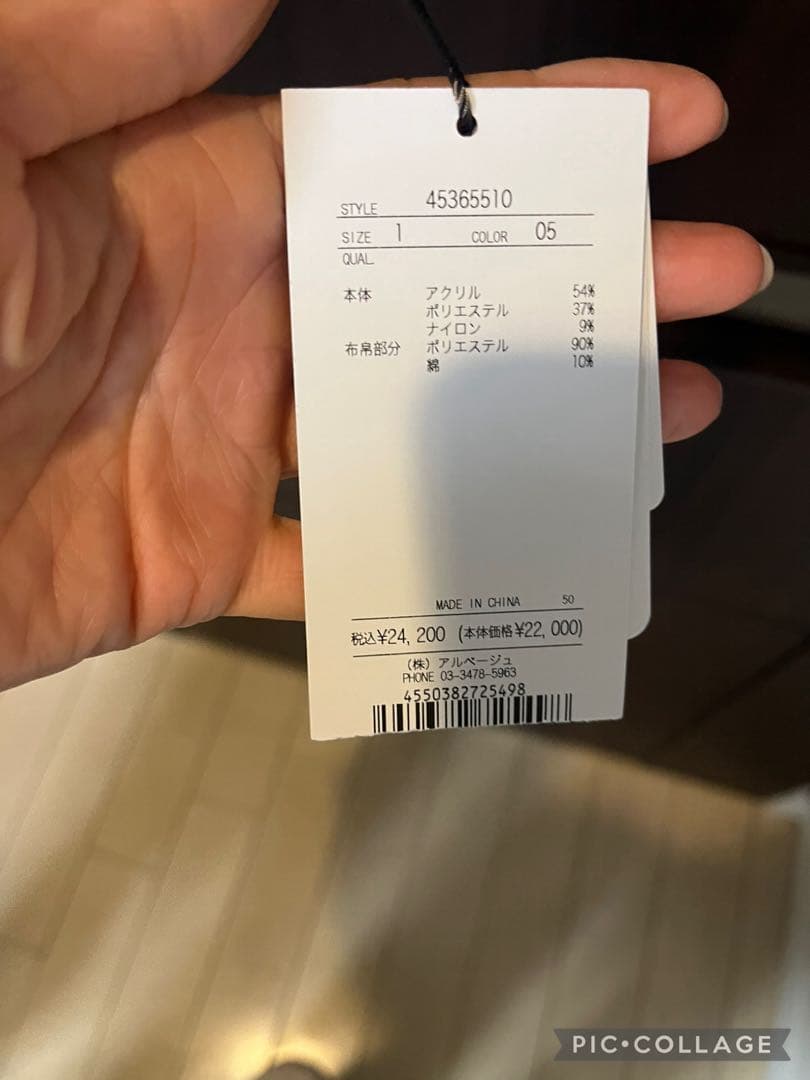 STYLE 45365510
SIZE 1 COLOR 05
QUAL.
本体 アクリル 54%
ポリエステル 37%
ナイロン 9%
布帛部分 ポリエステル 90%
綿 10%
MADE IN CHINA 50
税込¥24,200 (本体価格¥22,000)
(株) アルページュ
PHONE 03-3478-5963
4550382725498
PIC•COLLAGE